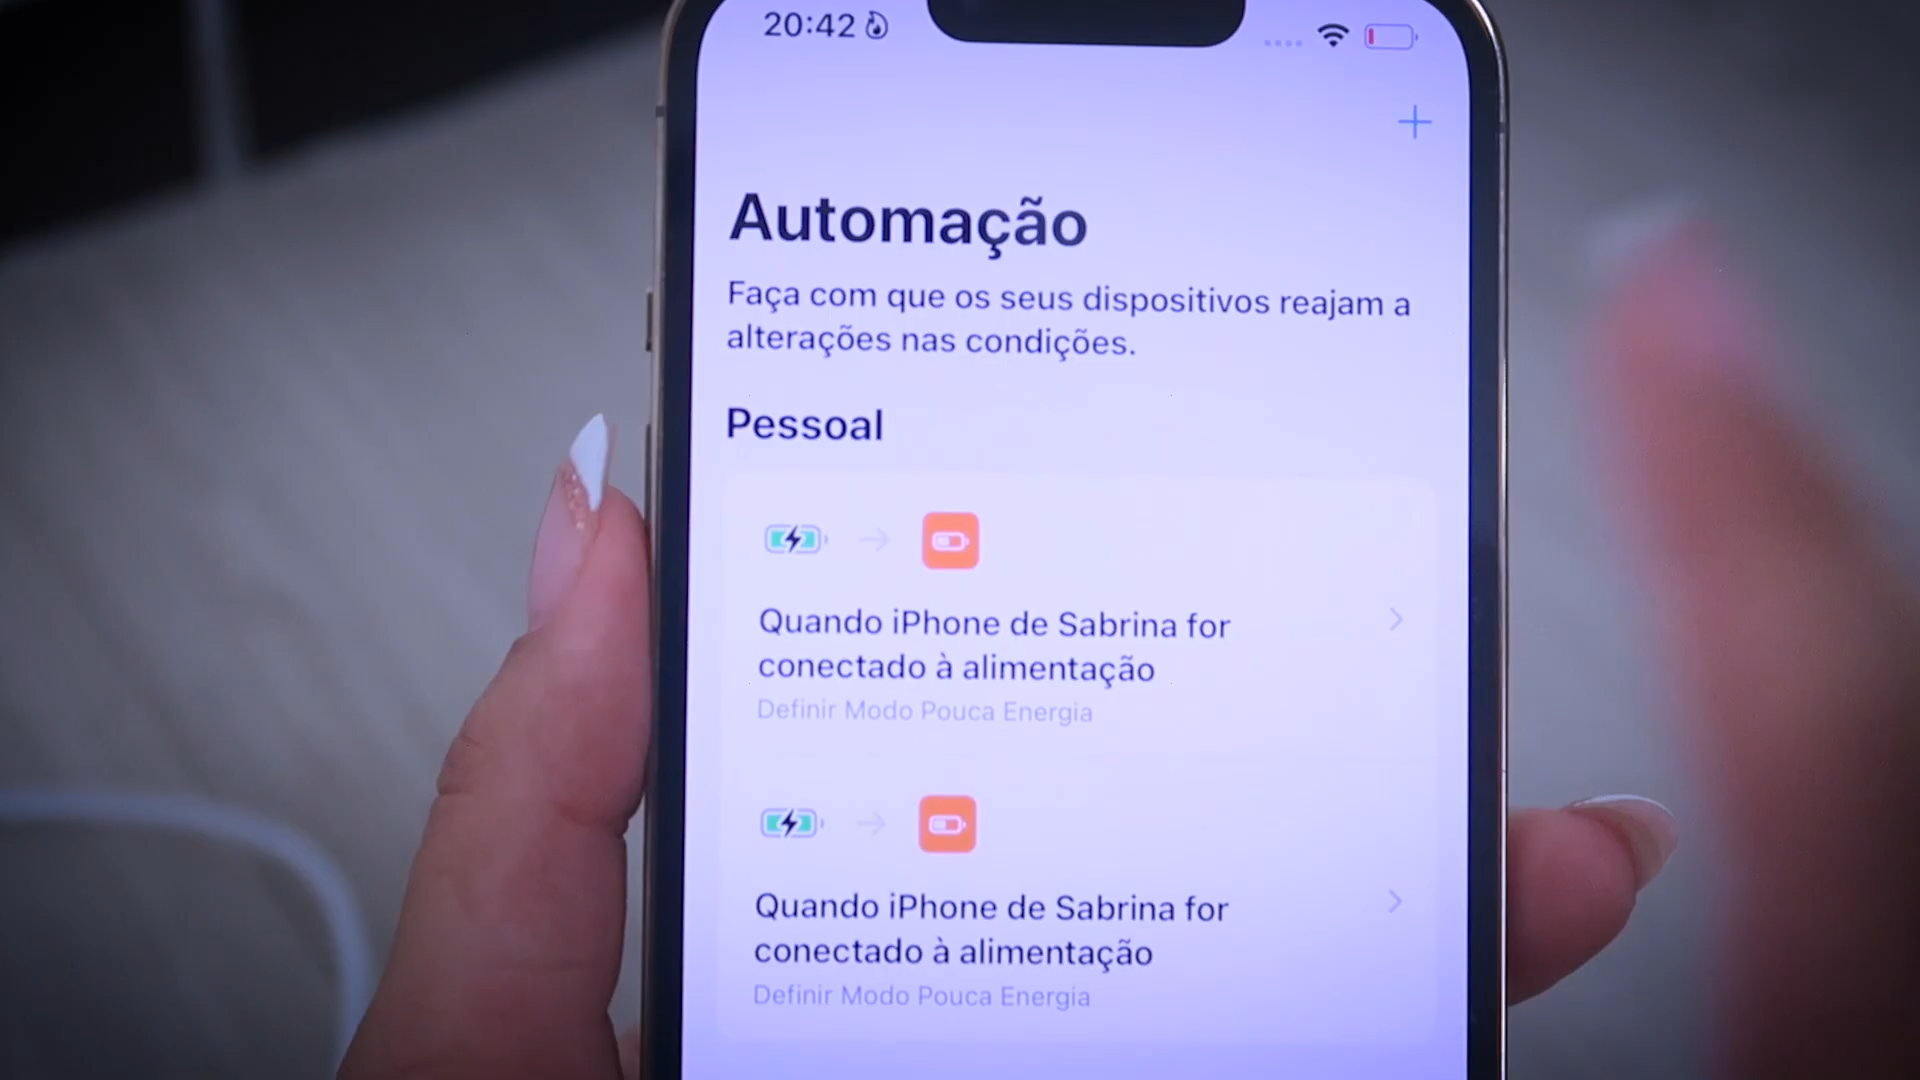 20:42
Automação
Faça com que os seus dispositivos reajam a
alterações nas condições.
Pessoal
Quando iPhone de Sabrina for
conectado à alimentação
Definir Modo Pouca Energia
Quando iPhone de Sabrina for
conectado à alimentação
Definir Modo Pouca Energia